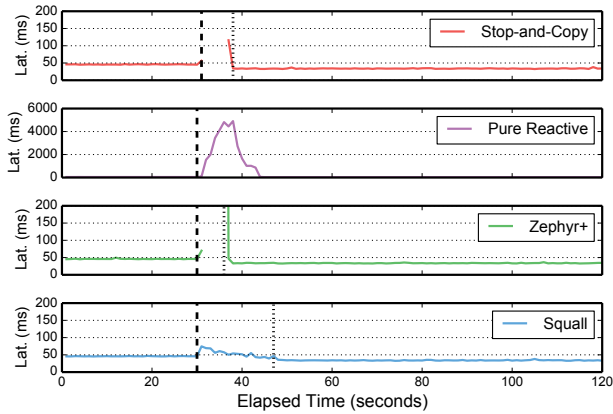 200
150
100
50
0
Lat. (ms)
Stop-and-Copy
6000
4000
2000
0
Lat. (ms)
Pure Reactive
200
150
100
50
0
Lat. (ms)
Zephyr+
200
150
100
50
0
Lat. (ms)
Squall
0 20 40 60 80 100 120
Elapsed Time (seconds)